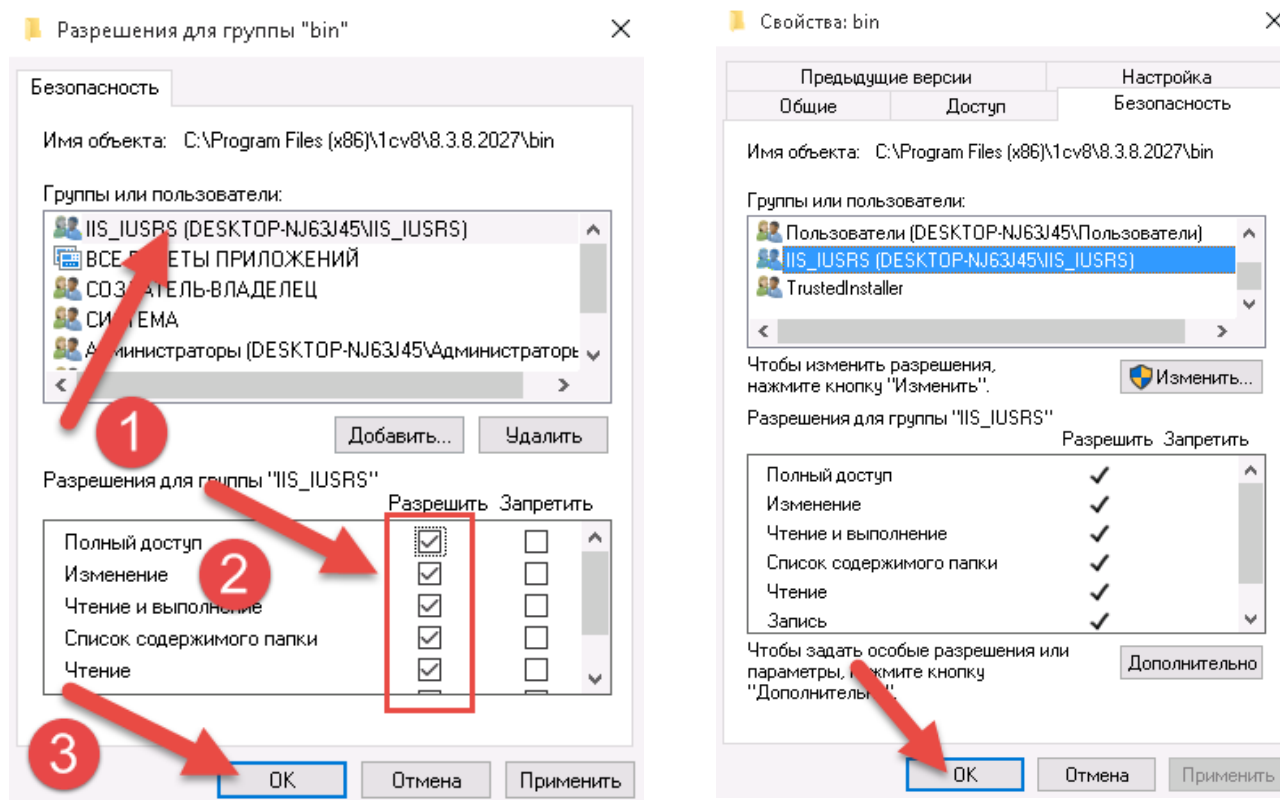 Разрешения для группы "bin"
Безопасность
Имя объекта: C:\Program Files (x86)\1cv8\8.3.8.2027\bin
Группы или пользователи:
IIS_IUSRS (DESKTOP-NJ63J45\IIS_IUSRS)
ВСЕ ПАКЕТЫ ПРИЛОЖЕНИЙ
СОЗДАТЕЛЬ-ВЛАДЕЛЕЦ
СИСТЕМА
Администраторы (DESKTOP-NJ63J45\Администраторы
1
Добавить...
Удалить
Разрешения для группы "IIS_IUSRS"
Разрешить Запретить
Полный доступ
2
Изменение
Чтение и выполнение
Список содержимого папки
Чтение
3
OK
Отмена
Применить
Свойства: bin
Предыдущие версии
Настройка
Общие
Доступ
Безопасность
Имя объекта: C:\Program Files (x86)\1cv8\8.3.8.2027\bin
Группы или пользователи:
Пользователи (DESKTOP-NJ63J45\Пользователи)
IIS_IUSRS (DESKTOP-NJ63J45\IIS_IUSRS)
TrustedInstaller
Чтобы изменить разрешения,
нажмите кнопку "Изменить".
Изменить...
Разрешения для группы "IIS_IUSRS"
Разрешить Запретить
Полный доступ
Изменение
Чтение и выполнение
Список содержимого папки
Чтение
Запись
Чтобы задать особые разрешения или
параметры, нажмите кнопку
"Дополнительно".
Дополнительно
OK
Отмена
Применить